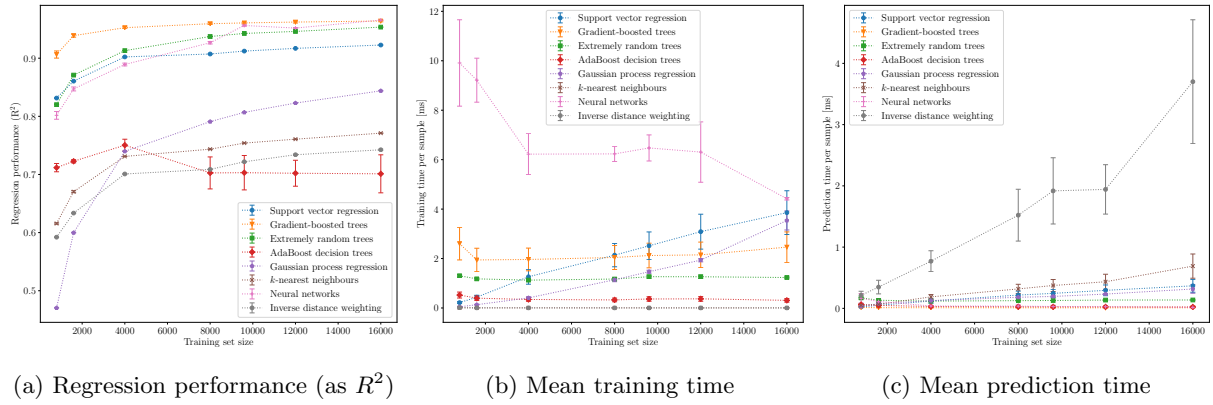 0.9
0.8
0.7
0.6
0.5
Regression performance (R²)
Support vector regression
Gradient-boosted trees
Extremely random trees
AdaBoost decision trees
Gaussian process regression
k-nearest neighbours
Neural networks
Inverse distance weighting
2000 4000 6000 8000 10000 12000 14000 16000
Training set size
(a) Regression performance (as R²)
12
10
8
6
4
2
0
Training time per sample [ms]
Support vector regression
Gradient-boosted trees
Extremely random trees
AdaBoost decision trees
Gaussian process regression
k-nearest neighbours
Neural networks
Inverse distance weighting
2000 4000 6000 8000 10000 12000 14000 16000
Training set size
(b) Mean training time
4
3
2
1
0
Prediction time per sample [ms]
Support vector regression
Gradient-boosted trees
Extremely random trees
AdaBoost decision trees
Gaussian process regression
k-nearest neighbours
Neural networks
Inverse distance weighting
2000 4000 6000 8000 10000 12000 14000 16000
Training set size
(c) Mean prediction time